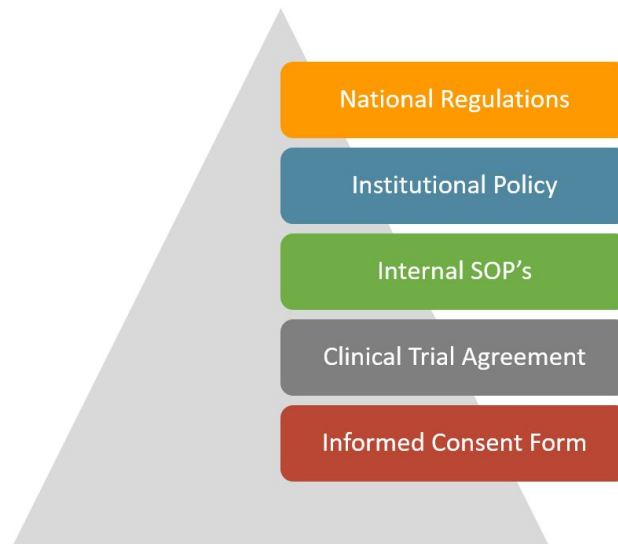 National Regulations
Institutional Policy
Internal SOP's
Clinical Trial Agreement
Informed Consent Form